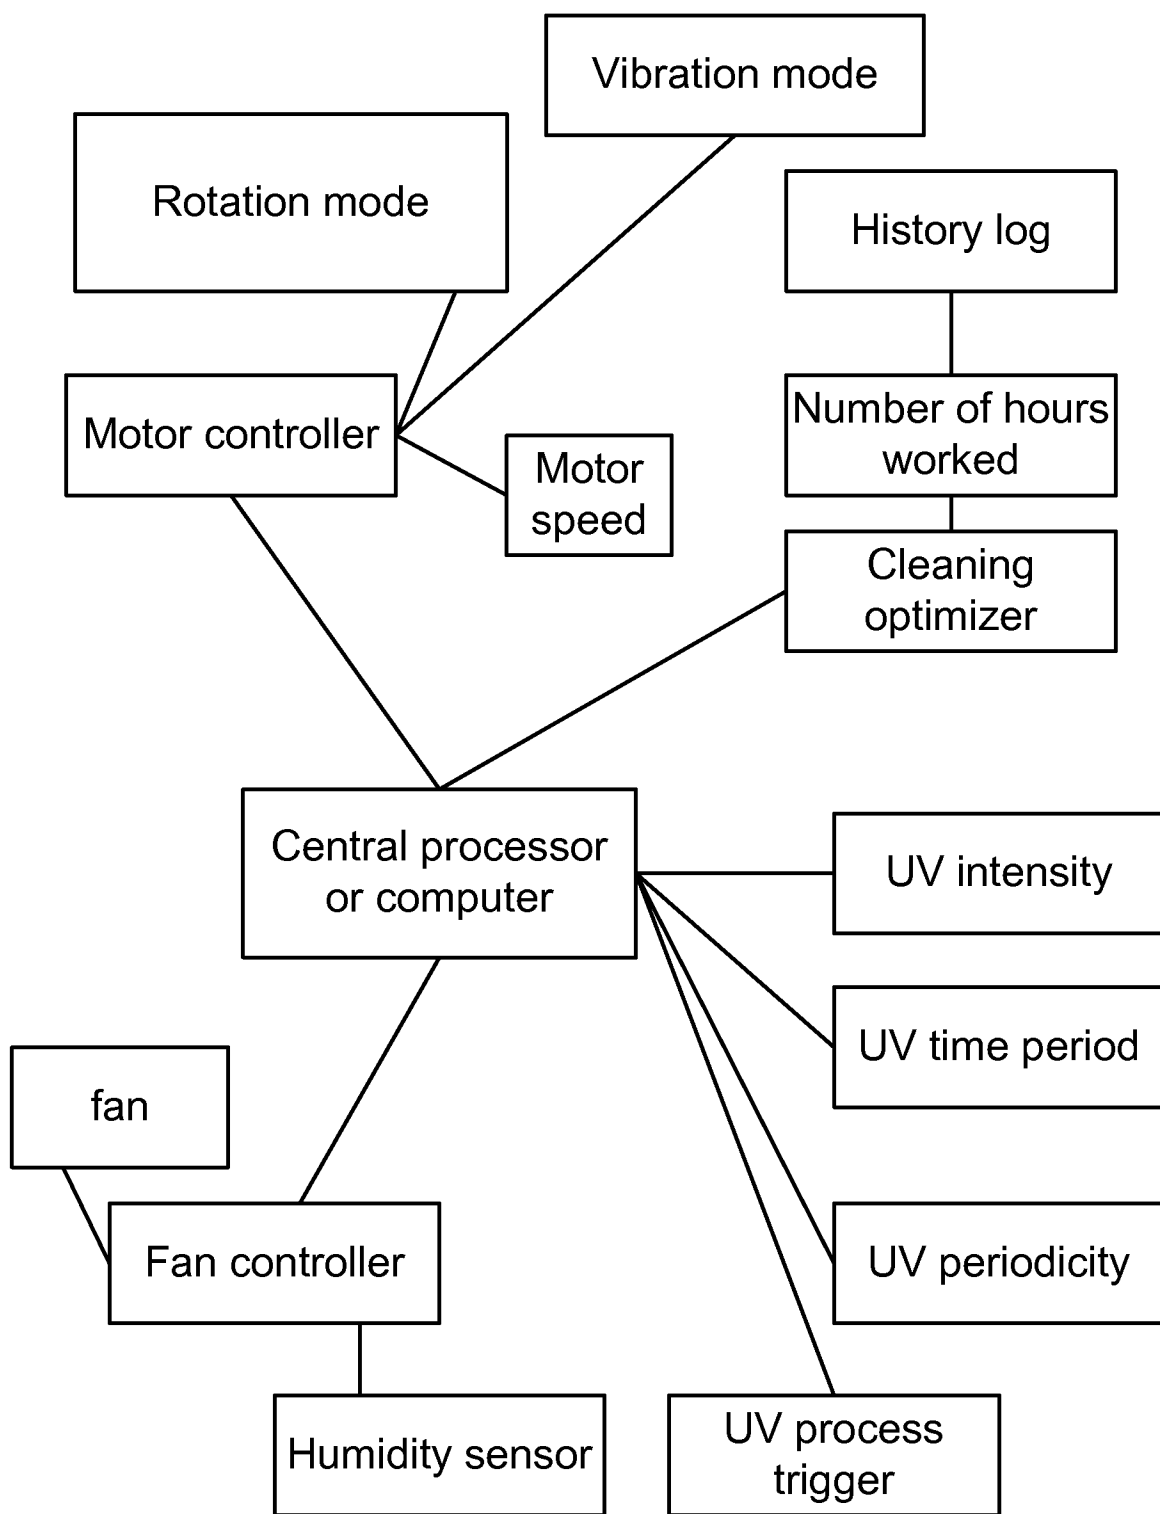 Vibration mode
Rotation mode
History log
Motor controller
Number of hours
worked
Motor
speed
Cleaning
optimizer
Central processor
or computer
UV intensity
UV time period
fan
Fan controller
UV periodicity
Humidity sensor
UV process
trigger